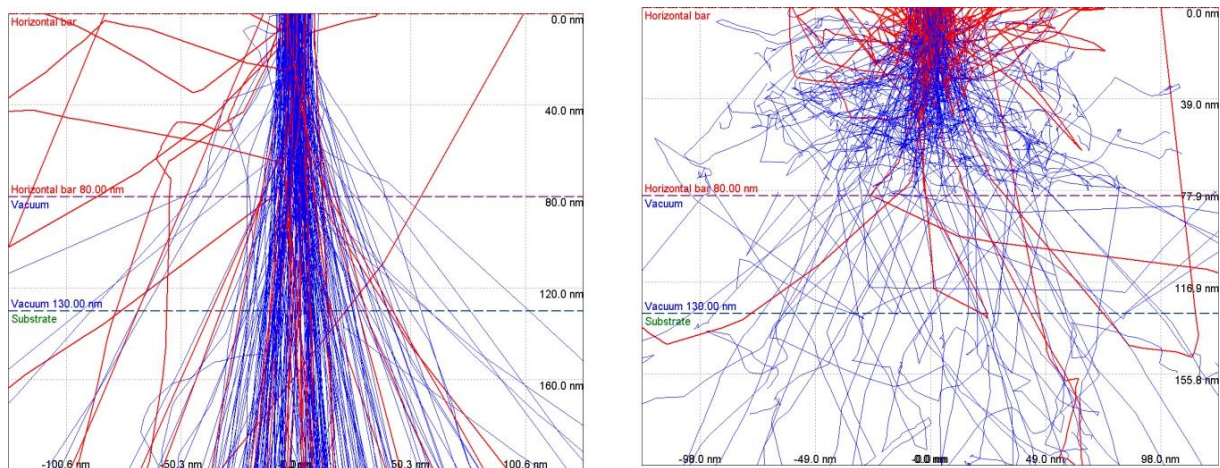 Horizontal bar
0.0 nm
40.0 nm
Horizontal bar 80.00 nm
80.0 nm
Vacuum
120.0 nm
Vacuum 130.00 nm
Substrate
160.0 nm
-100.6 nm
-50.3 nm
0.0 nm
50.3 nm
100.6 nm
Horizontal bar
0.0 nm
39.0 nm
Horizontal bar 80.00 nm
77.9 nm
Vacuum
116.9 nm
Vacuum 130.00 nm
Substrate
155.8 nm
-98.0 nm
-49.0 nm
49.0 nm
98.0 nm